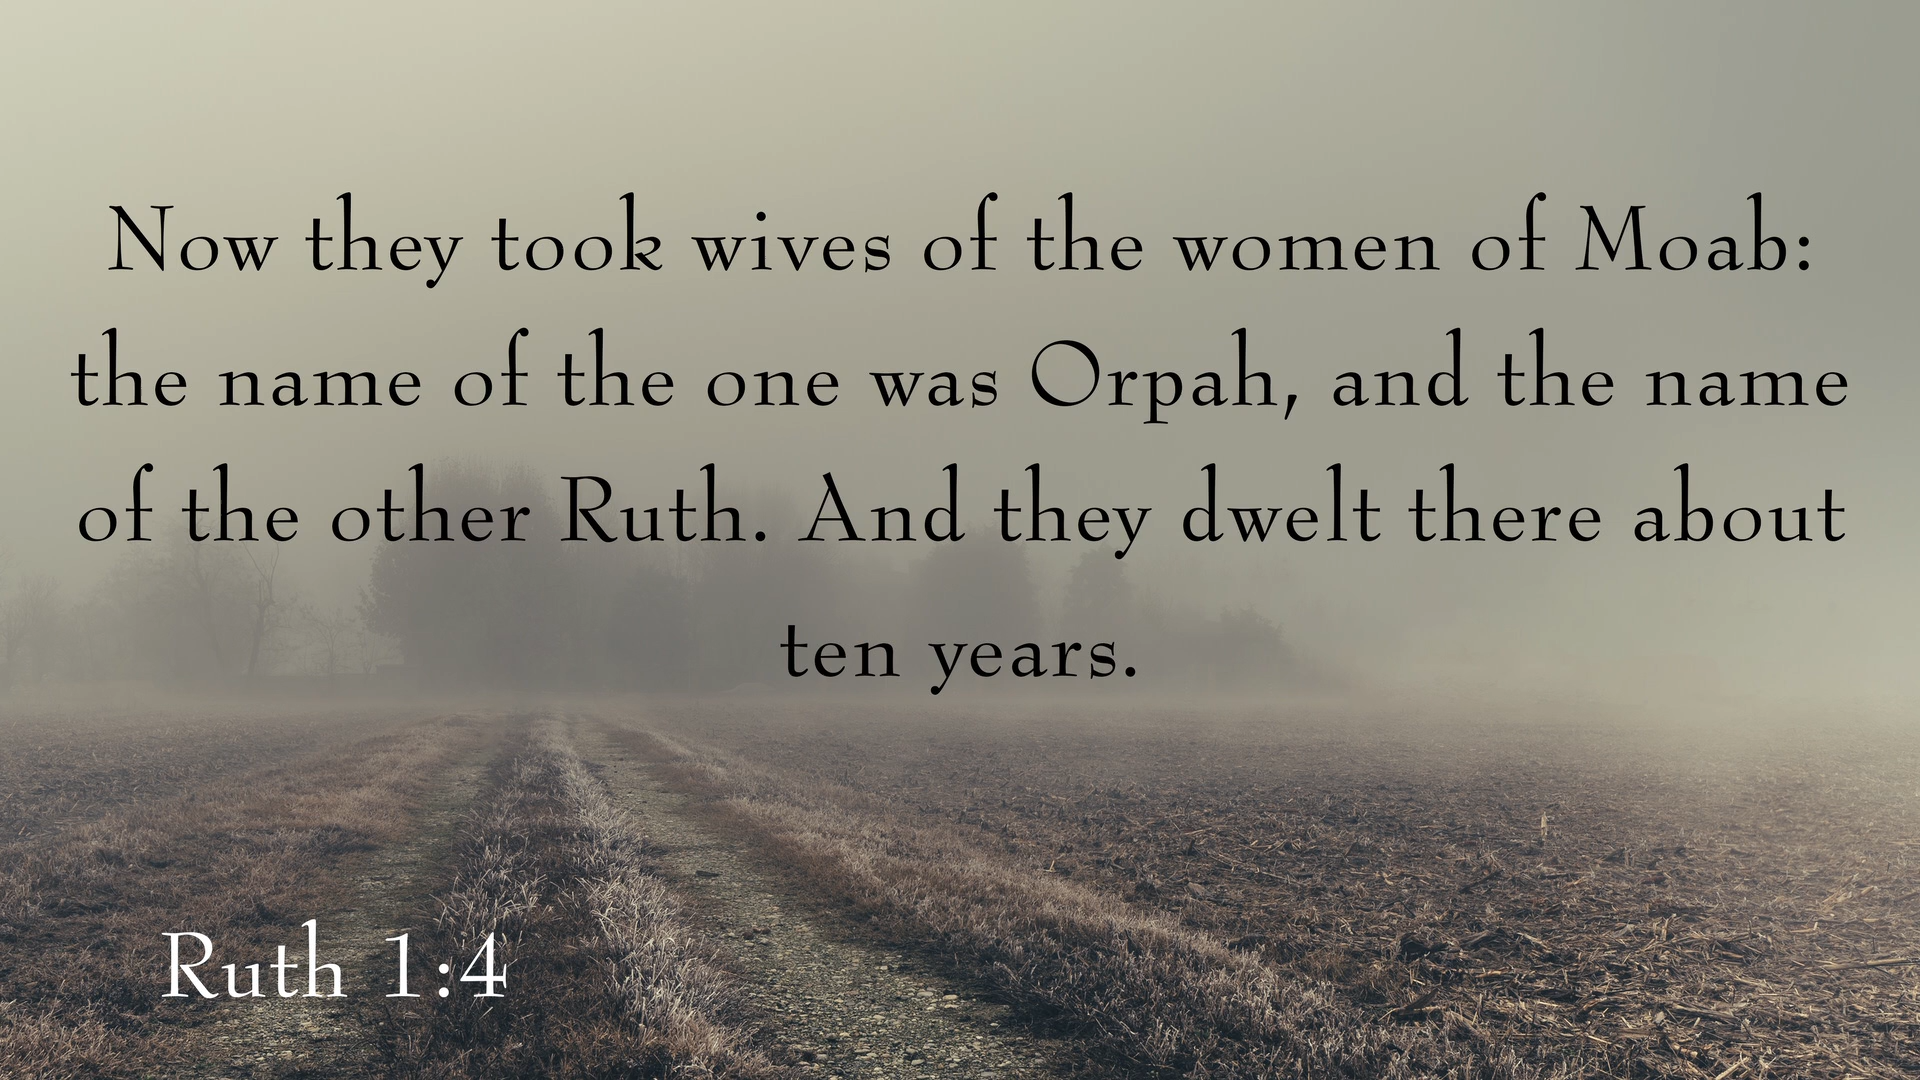 Now they took wives of the women of Moab:
the name of the one was Orpah, and the name
of the other Ruth. And they dwelt there about
ten years.
Ruth 1:4